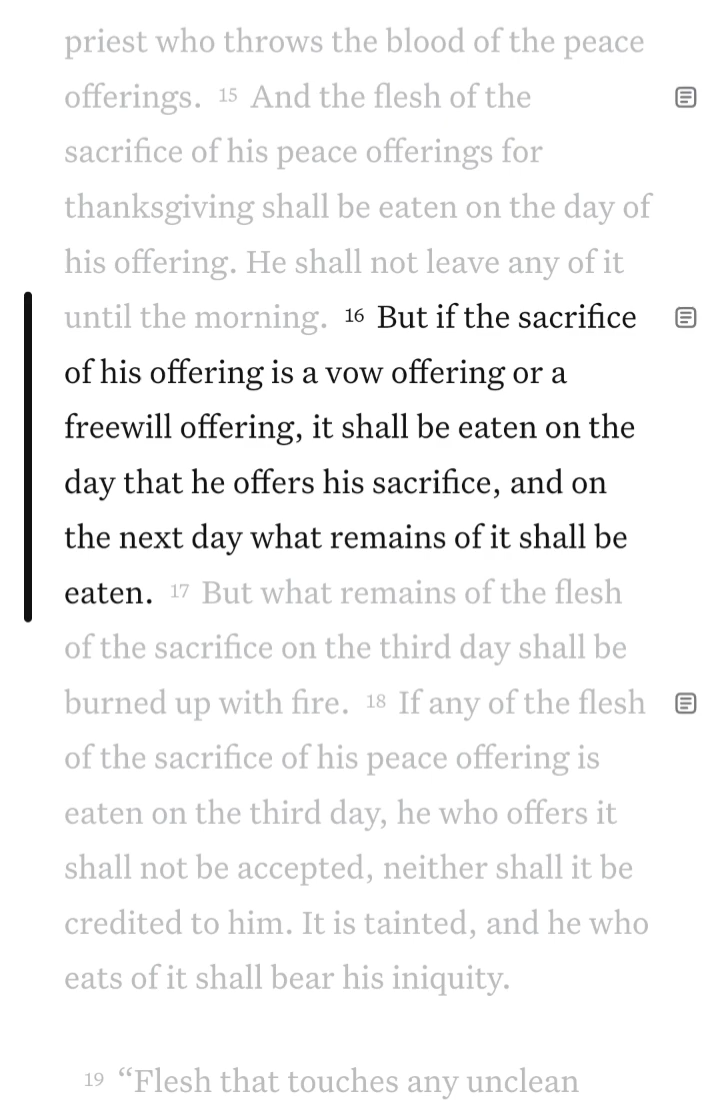 priest who throws the blood of the peace
offerings. 15 And the flesh of the
sacrifice of his peace offerings for
thanksgiving shall be eaten on the day of
his offering. He shall not leave any of it
until the morning. 16 But if the sacrifice
of his offering is a vow offering or a
freewill offering, it shall be eaten on the
day that he offers his sacrifice, and on
the next day what remains of it shall be
eaten. 17 But what remains of the flesh
of the sacrifice on the third day shall be
burned up with fire. 18 If any of the flesh
of the sacrifice of his peace offering is
eaten on the third day, he who offers it
shall not be accepted, neither shall it be
credited to him. It is tainted, and he who
eats of it shall bear his iniquity.
19 “Flesh that touches any unclean